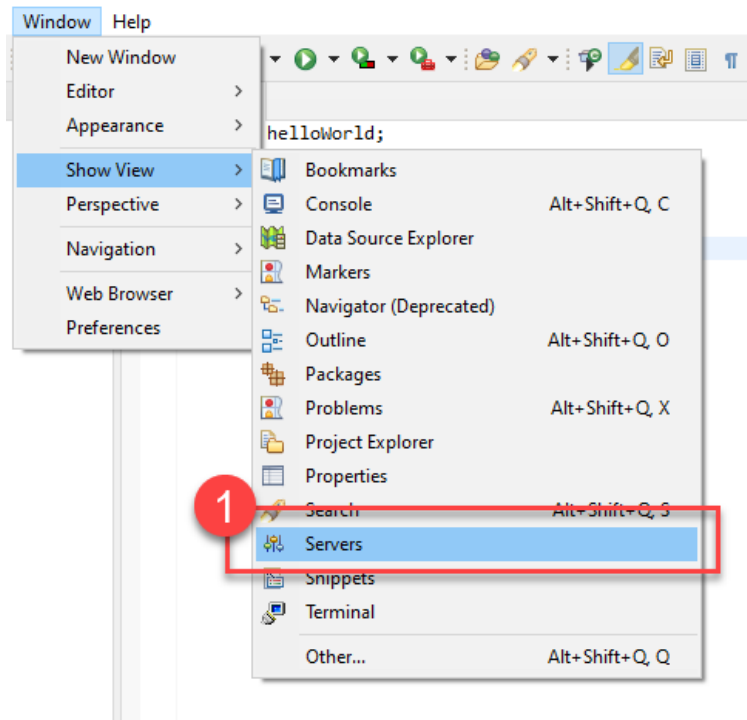 Window Help
New Window
Editor
Appearance
helloWorld;
Show View
Perspective
Navigation
Web Browser
Preferences
Bookmarks
Console Alt+Shift+Q, C
Data Source Explorer
Markers
Navigator (Deprecated)
Outline Alt+Shift+Q, O
Packages
Problems Alt+Shift+Q, X
Project Explorer
Properties
1
Search Alt+Shift+Q, S
Servers
Snippets
Terminal
Other... Alt+Shift+Q, Q